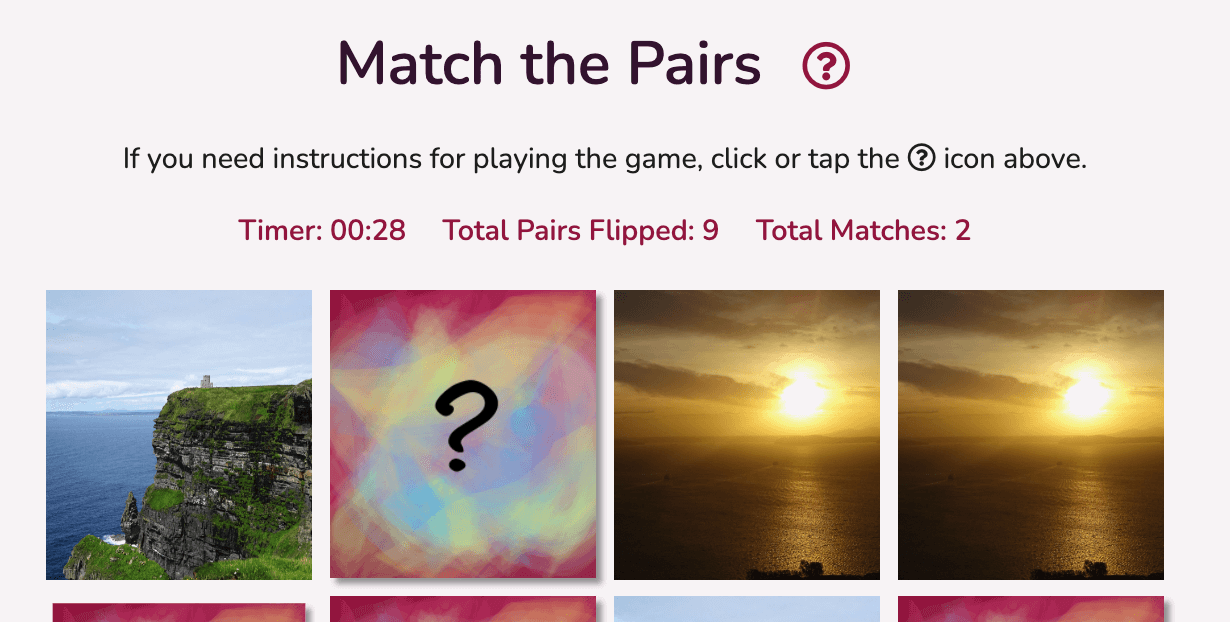 Match the Pairs ?
If you need instructions for playing the game, click or tap the ? icon above.
Timer: 00:28 Total Pairs Flipped: 9 Total Matches: 2
?